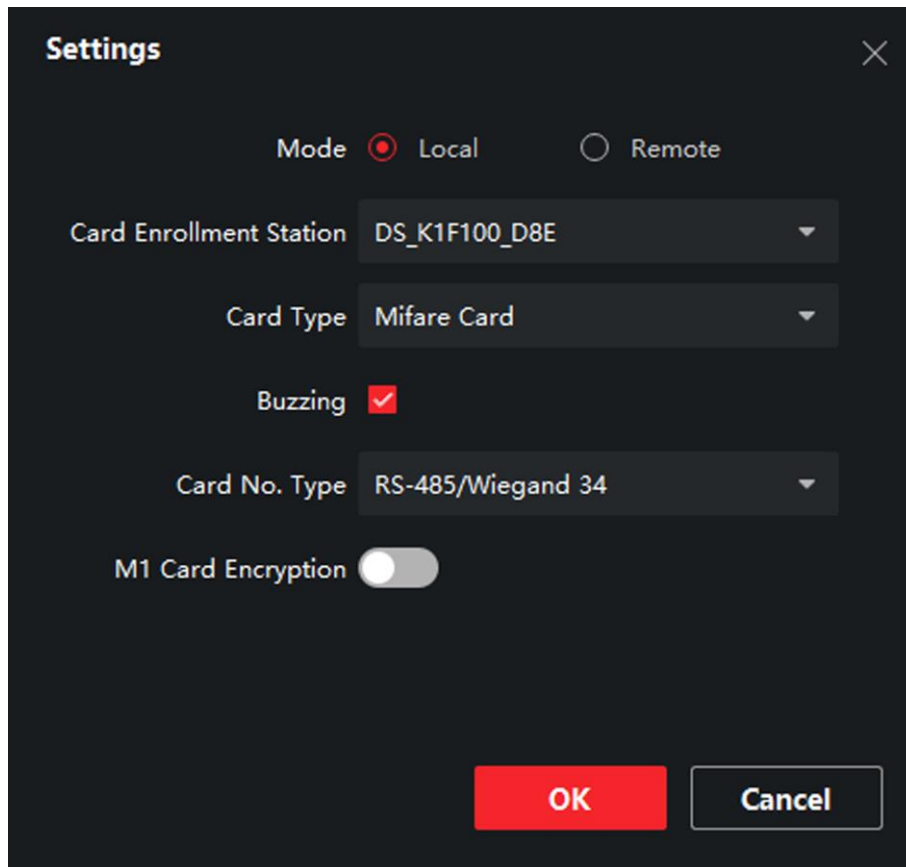 Settings
Mode Local Remote
Card Enrollment Station DS_K1F100_D8E
Card Type Mifare Card
Buzzing
Card No. Type RS-485/Wiegand 34
M1 Card Encryption
OK Cancel